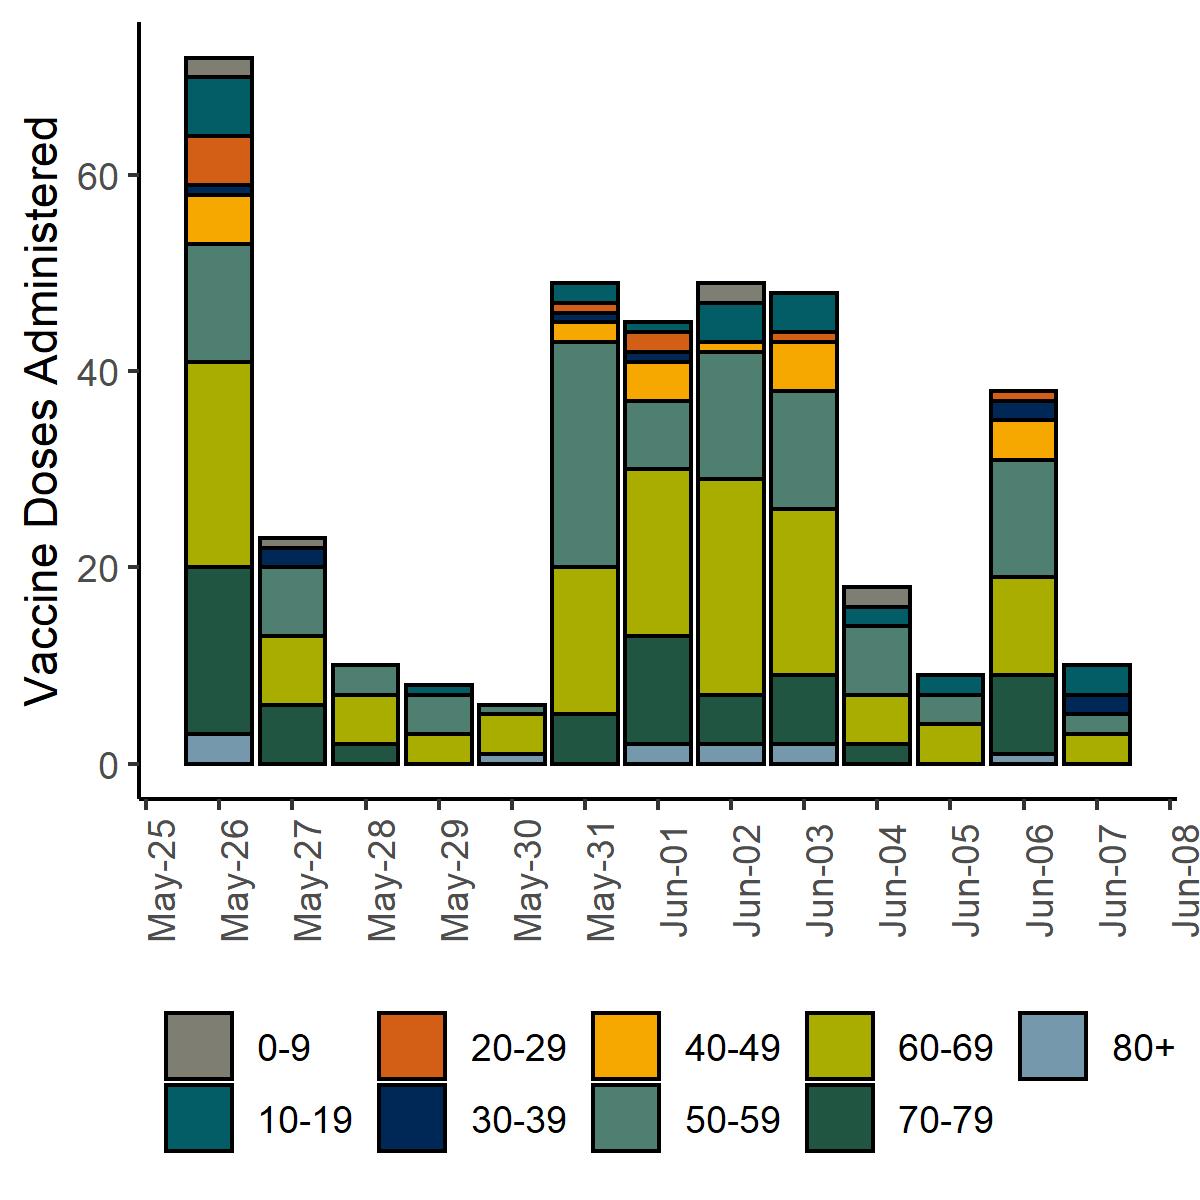 Vaccine Doses Administered
60
40
20
0
May-25
May-26
May-27
May-28
May-29
May-30
May-31
Jun-01
Jun-02
Jun-03
Jun-04
Jun-05
Jun-06
Jun-07
Jun-08
0-9 20-29 40-49 60-69 80+
10-19 30-39 50-59 70-79